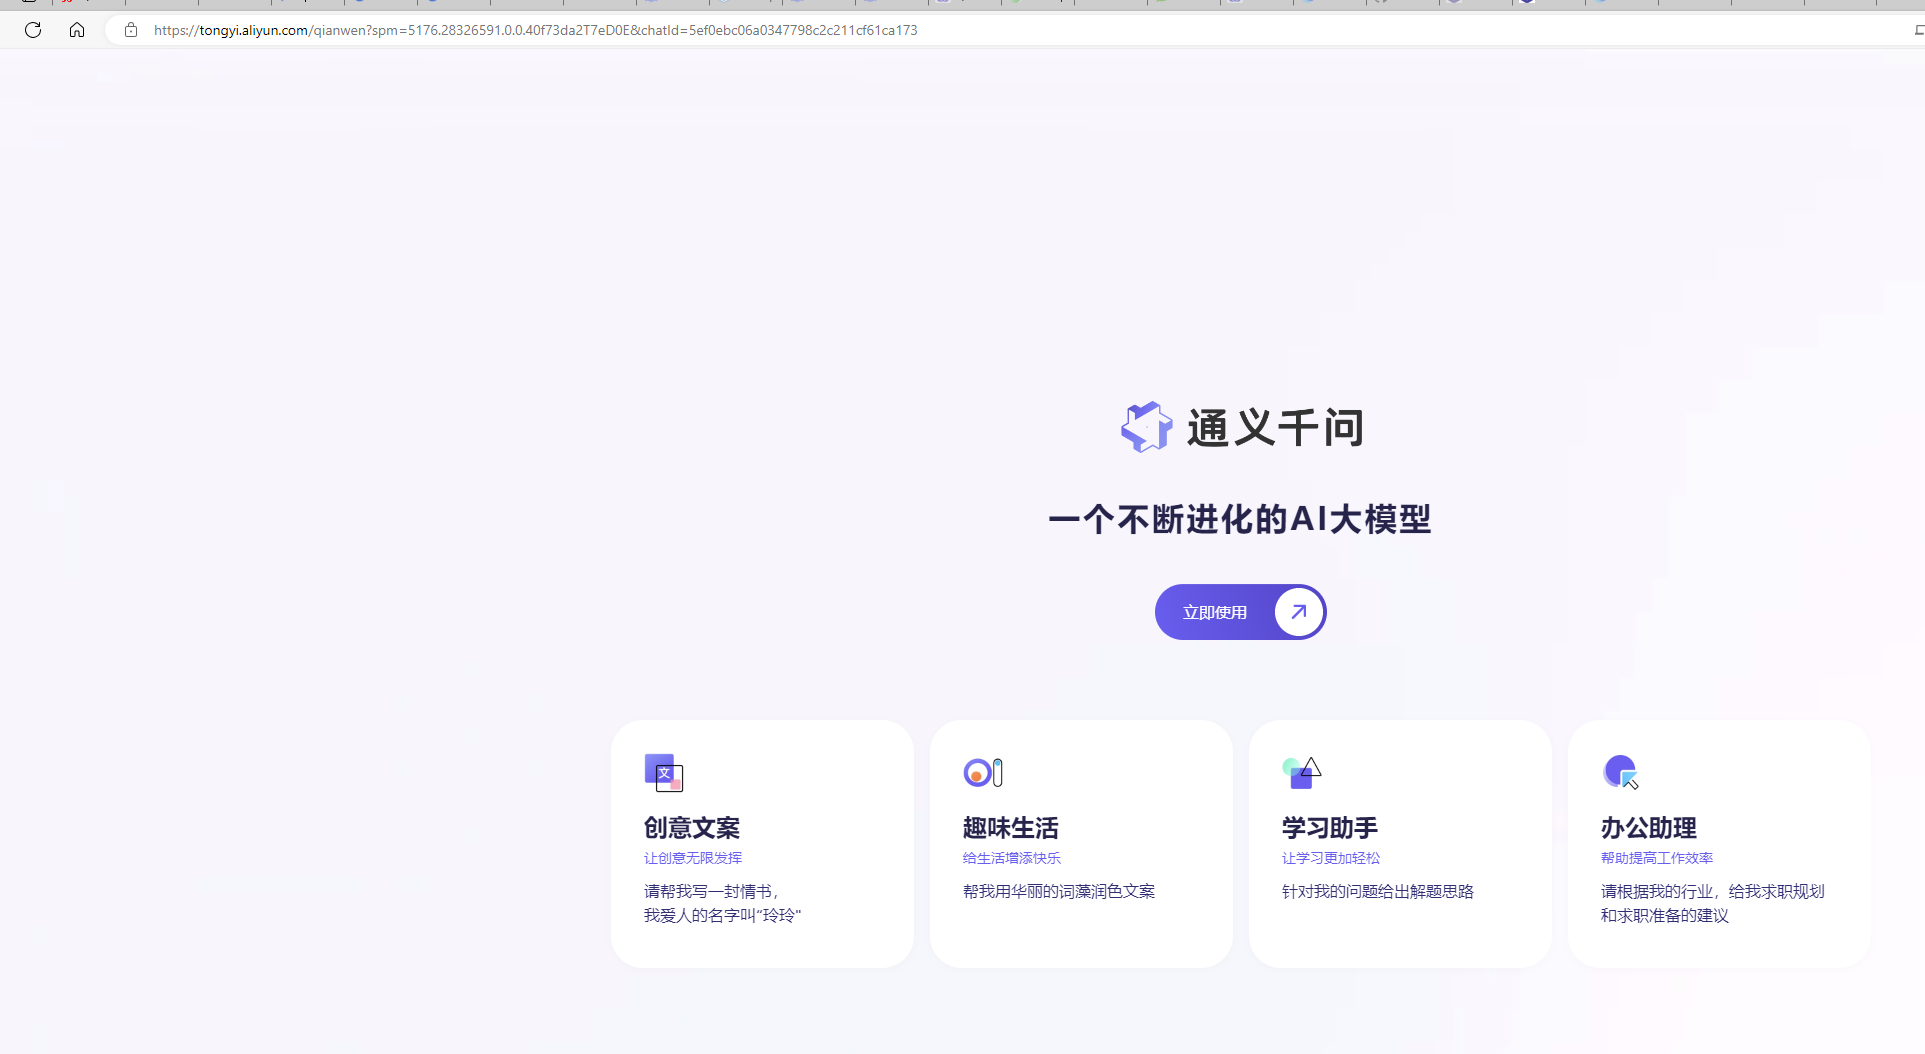 https://tongyi.aliyun.com/qianwen?spm=5176.28326591.0.0.40f73da2T7eD0E&chatId=5ef0ebc06a0347798c2c211cf61ca173
通义千问
一个不断进化的AI大模型
立即使用
文
创意文案
让创意无限发挥
请帮我写一封情书，
我爱人的名字叫“玲玲"
趣味生活
给生活增添快乐
帮我用华丽的词藻润色文案
学习助手
让学习更加轻松
针对我的问题给出解题思路
办公助理
帮助提高工作效率
请根据我的行业，给我求职规划
和求职准备的建议